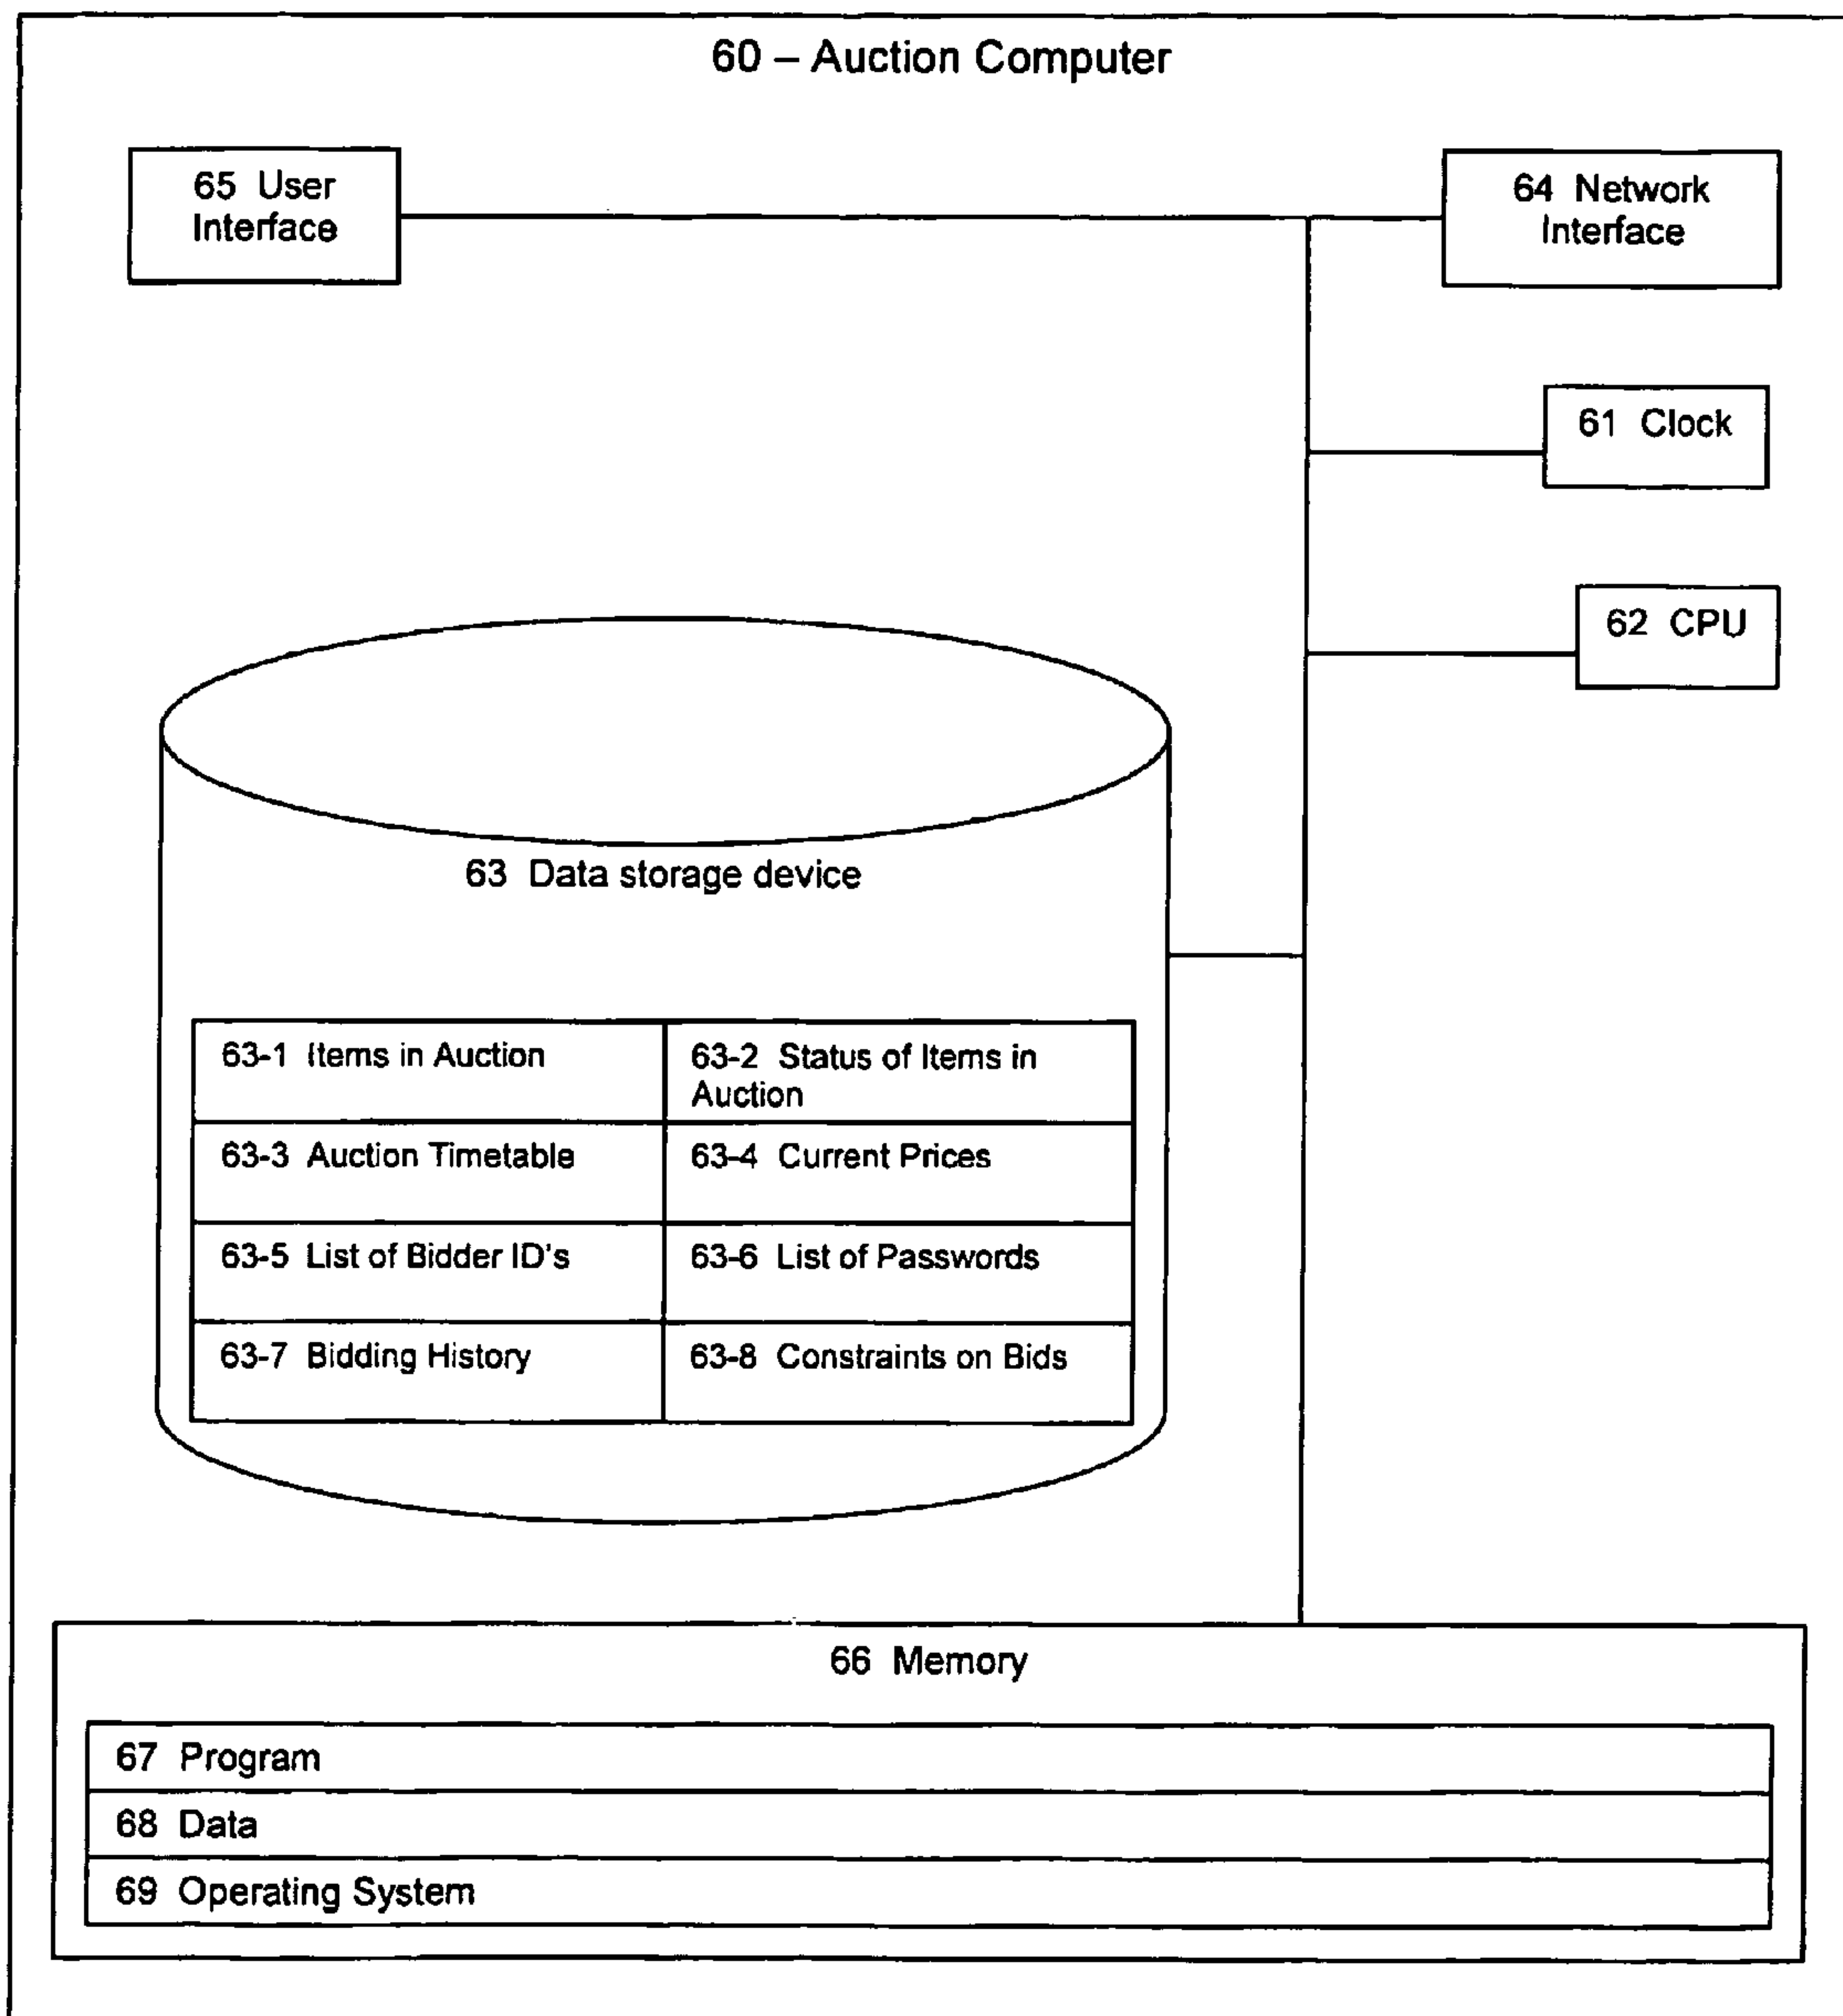 60 – Auction Computer
65 User
Interface
64 Network
Interface
61 Clock
62 CPU
63 Data storage device
63-1 Items in Auction
63-2 Status of Items in
Auction
63-3 Auction Timetable
63-4 Current Prices
63-5 List of Bidder ID's
63-6 List of Passwords
63-7 Bidding History
63-8 Constraints on Bids
66 Memory
67 Program
68 Data
69 Operating System